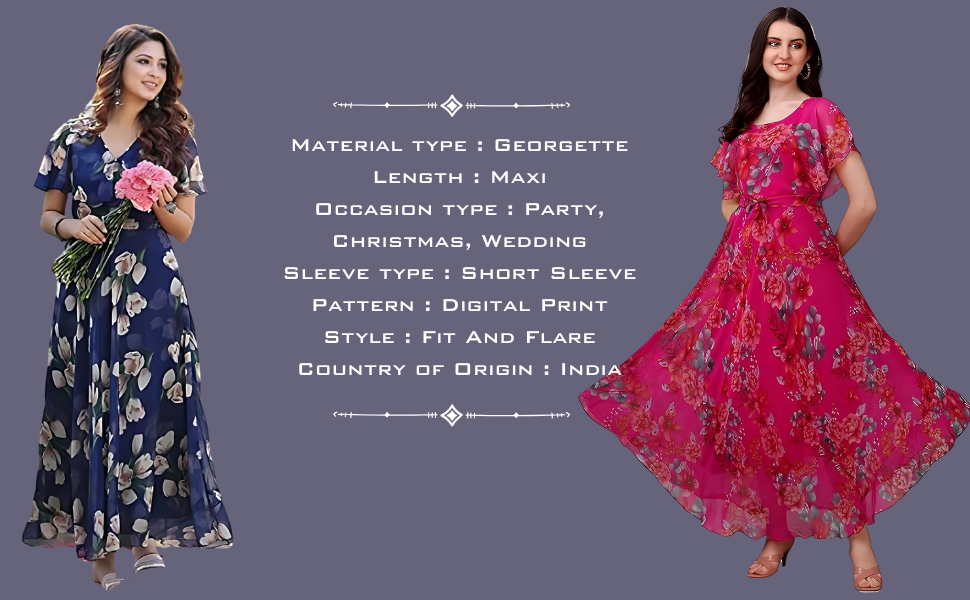 Material type : Georgette
Length : Maxi
Occasion type : Party,
Christmas, Wedding
Sleeve type : Short Sleeve
Pattern : Digital Print
Style : Fit And Flare
Country of Origin : India